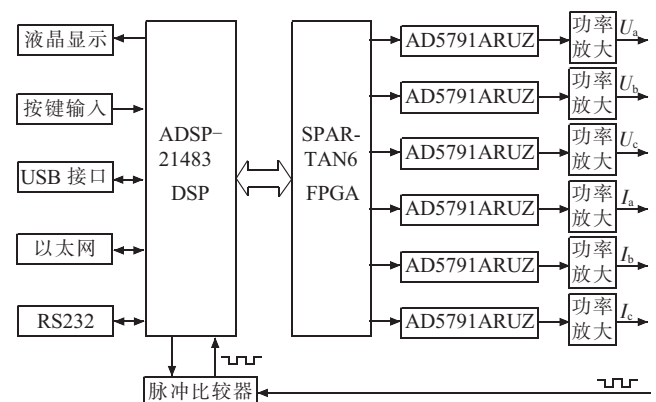 液晶显示
按键输入
USB 接口
以太网
RS232
ADSP-
21483
DSP
SPAR-
TAN6
FPGA
AD5791ARUZ
功率
放大
Ua
AD5791ARUZ
功率
放大
Ub
AD5791ARUZ
功率
放大
Uc
AD5791ARUZ
功率
放大
Ia
AD5791ARUZ
功率
放大
Ib
AD5791ARUZ
功率
放大
Ic
脉冲比较器